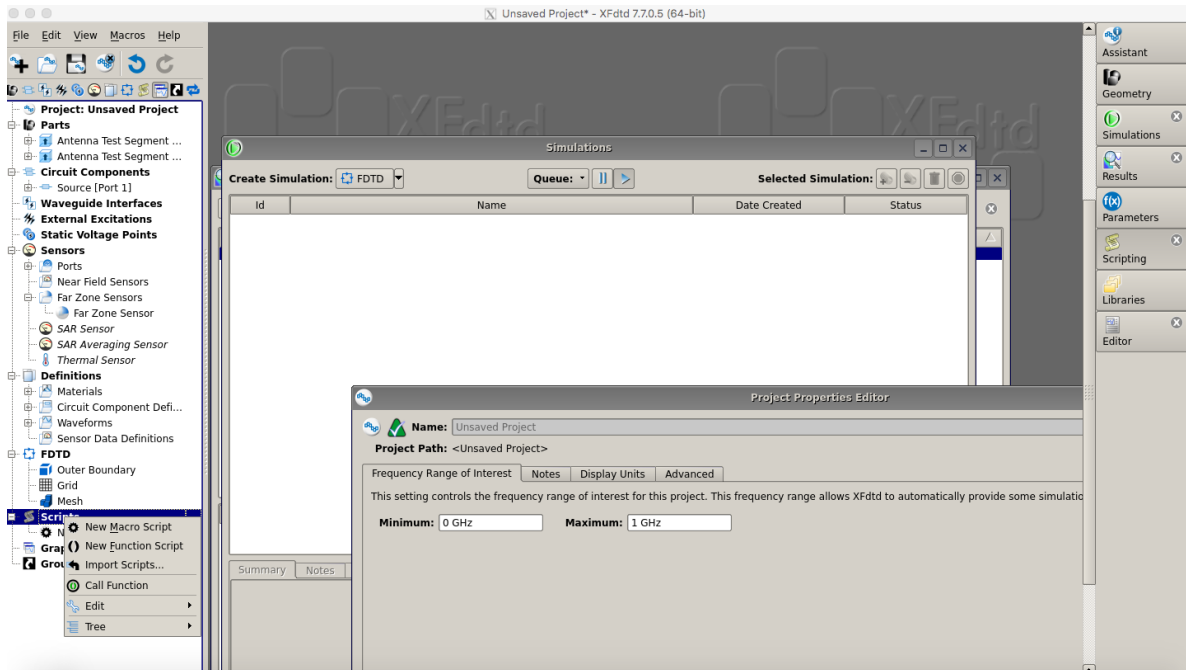 Unsaved Project* - XFdtd 7.7.0.5 (64-bit)
File Edit View Macros Help
Project: Unsaved Project
Parts
Antenna Test Segment ...
Antenna Test Segment ...
Circuit Components
Source [Port 1]
Waveguide Interfaces
External Excitations
Static Voltage Points
Sensors
Ports
Near Field Sensors
Far Zone Sensors
Far Zone Sensor
SAR Sensor
SAR Averaging Sensor
Thermal Sensor
Definitions
Materials
Circuit Component Defi...
Waveforms
Sensor Data Definitions
FDTD
Outer Boundary
Grid
Mesh
Scripts
New Macro Script
New Function Script
Import Scripts...
Call Function
Edit
Tree
XFdtd
XFdtd
Simulations
Create Simulation: FDTD Queue: Selected Simulation:
Id Name Date Created Status
Summary Notes
Project Properties Editor
Name: Unsaved Project
Project Path: <Unsaved Project>
Frequency Range of Interest Notes Display Units Advanced
This setting controls the frequency range of interest for this project. This frequency range allows XFdtd to automatically provide some
Minimum: 0 GHz Maximum: 1 GHz
Assistant
Geometry
Simulations
Results
f(x)
Parameters
Scripting
Libraries
Editor